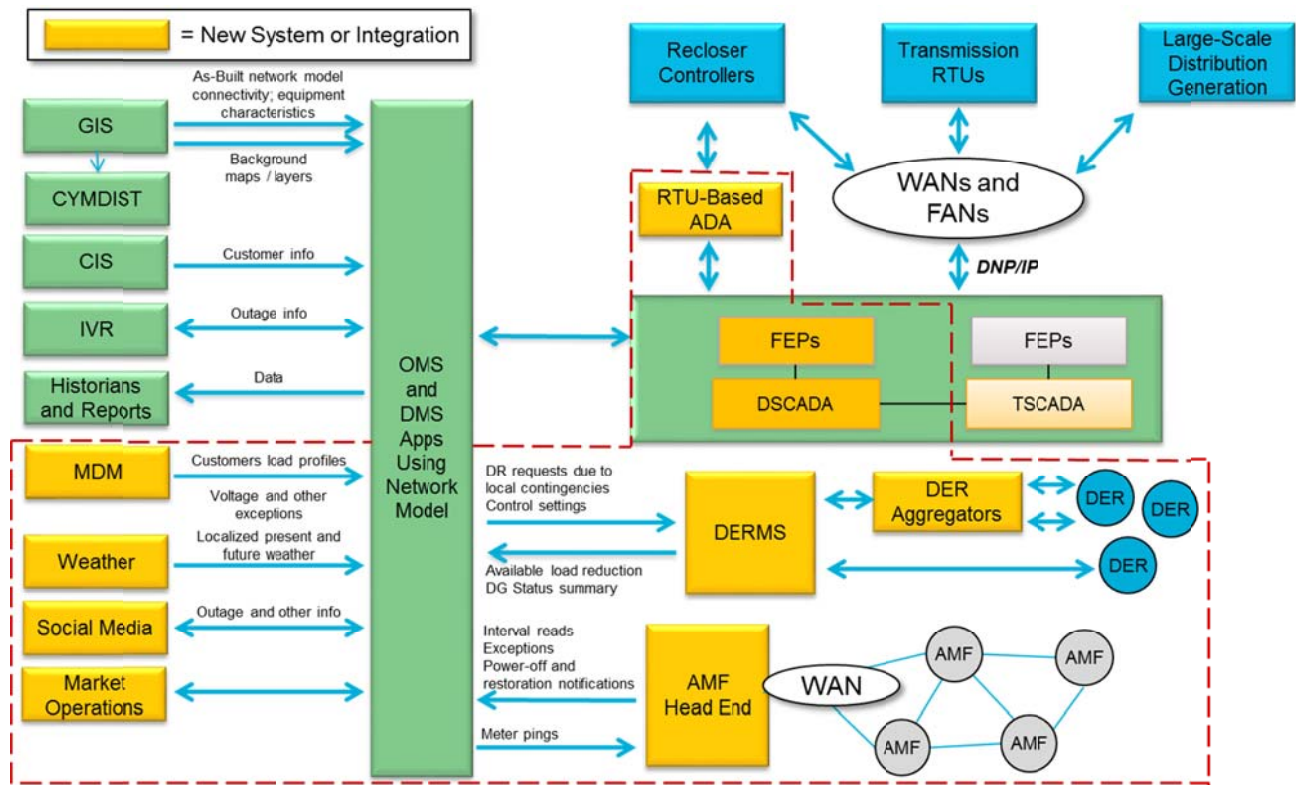 = New System or Integration
As-Built network model
connectivity; equipment
characteristics
GIS
Background
maps / layers
CYMDIST
CIS
Customer info
IVR
Outage info
Historians
and Reports
Data
MDM
Customers load profiles
Voltage and other
exceptions
Weather
Localized present and
future weather
Social Media
Outage and other info
Market
Operations
OMS
and
DMS
Apps
Using
Network
Model
Recloser
Controllers
Transmission
RTUs
Large-Scale
Distribution
Generation
RTU-Based
ADA
WANs and
FANs
DNP/IP
FEPs
FEPs
DSCADA
TSCADA
DR requests due to
local contingencies
Control settings
DERMS
DER
Aggregators
DER
DER
DER
Available load reduction
DG Status summary
Interval reads
Exceptions
Power-off and
restoration notifications
Meter pings
AMF
Head End
WAN
AMF
AMF
AMF
AMF